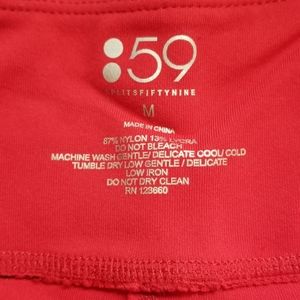 :59
SPLITSFIFTYNINE
M
MADE IN CHINA
87% NYLON 13% LYCRA
DO NOT BLEACH
MACHINE WASH GENTLE/ DELICATE COOL/ COLD
TUMBLE DRY LOW GENTLE / DELICATE
LOW IRON
DO NOT DRY CLEAN
RN 123660